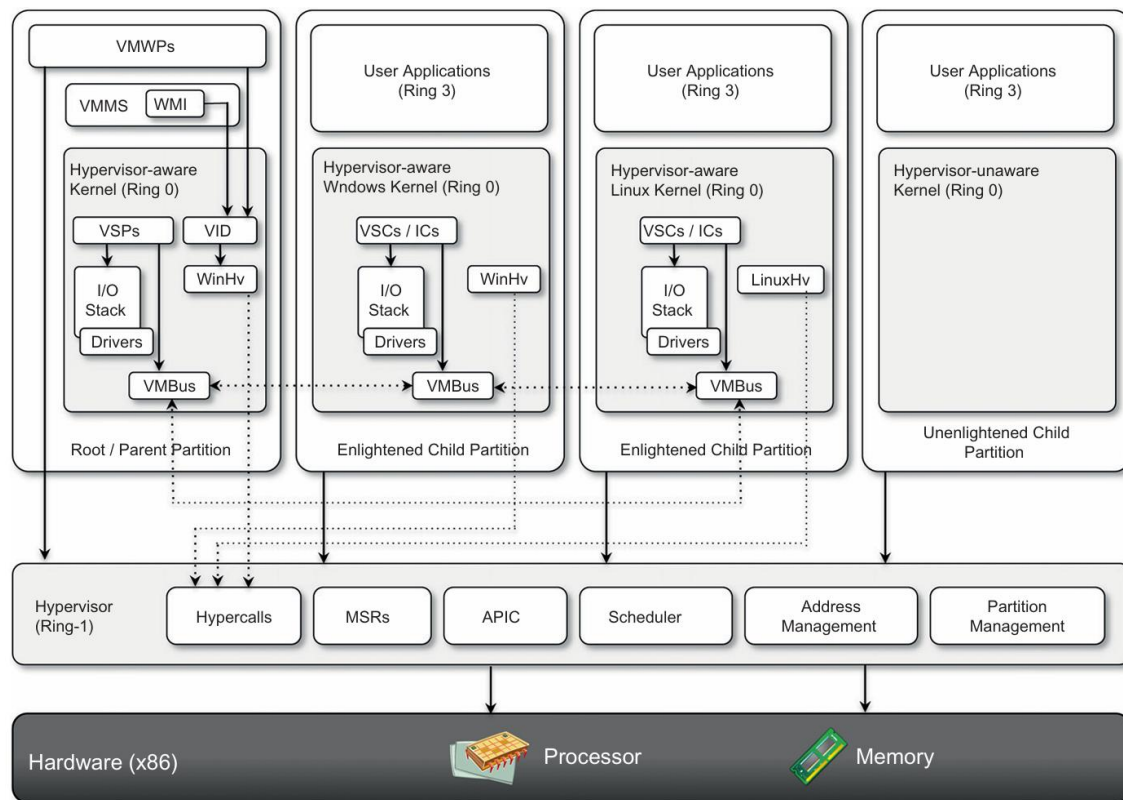 VMWPs
VMMS
WMI
Hypervisor-aware
Kernel (Ring 0)
VSPs
VID
WinHv
I/O
Stack
Drivers
VMBus
Root / Parent Partition
User Applications
(Ring 3)
Hypervisor-aware
Wndows Kernel (Ring 0)
VSCs / ICs
I/O
Stack
WinHv
Drivers
VMBus
Enlightened Child Partition
User Applications
(Ring 3)
Hypervisor-aware
Linux Kernel (Ring 0)
VSCs / ICs
I/O
Stack
LinuxHv
Drivers
VMBus
Enlightened Child Partition
User Applications
(Ring 3)
Hypervisor-unaware
Kernel (Ring 0)
Unenlightened Child
Partition
Hypervisor
(Ring-1)
Hypercalls
MSRs
APIC
Scheduler
Address
Management
Partition
Management
Hardware (x86)
Processor
Memory